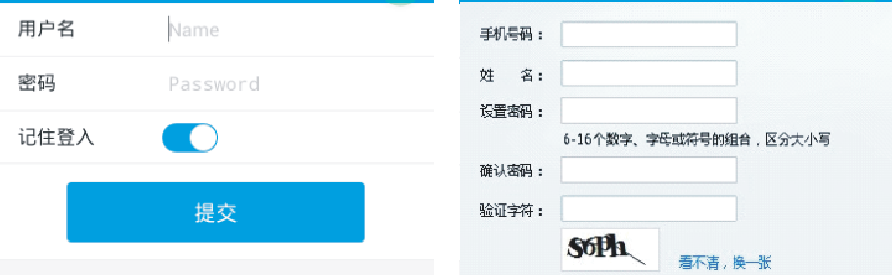 用户名 Name
密码 Password
记住登入
提交
手机号码：
姓 名：
设置密码：
6-16个数字、字母或符号的组合，区分大小写
确认密码：
验证字符：
S6Ph
看不清，换一张